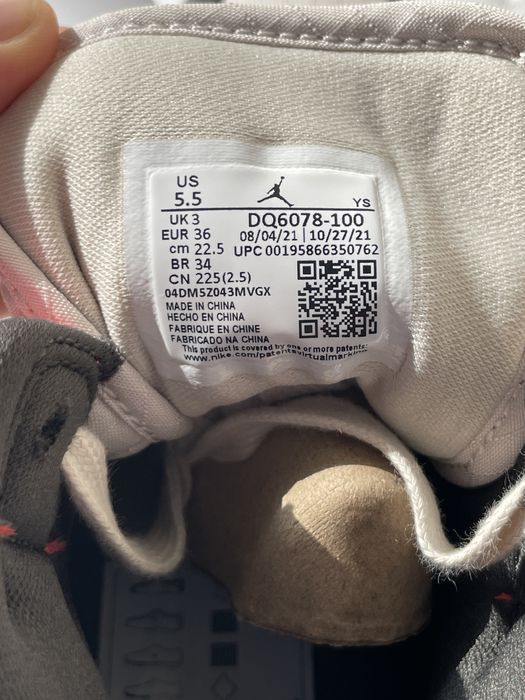 US
5.5
YS
UK 3
DQ6078-100
EUR 36
08/04/21 | 10/27/21
cm 22.5
UPC 00195866350762
BR 34
CN 225(2.5)
04DM5Z043MVGX
MADE IN CHINA
HECHO EN CHINA
FABRIQUE EN CHINE
FABRICADO NA CHINA
This product is covered by one or more patents:
www.nike.com/patentsvirtualmarking